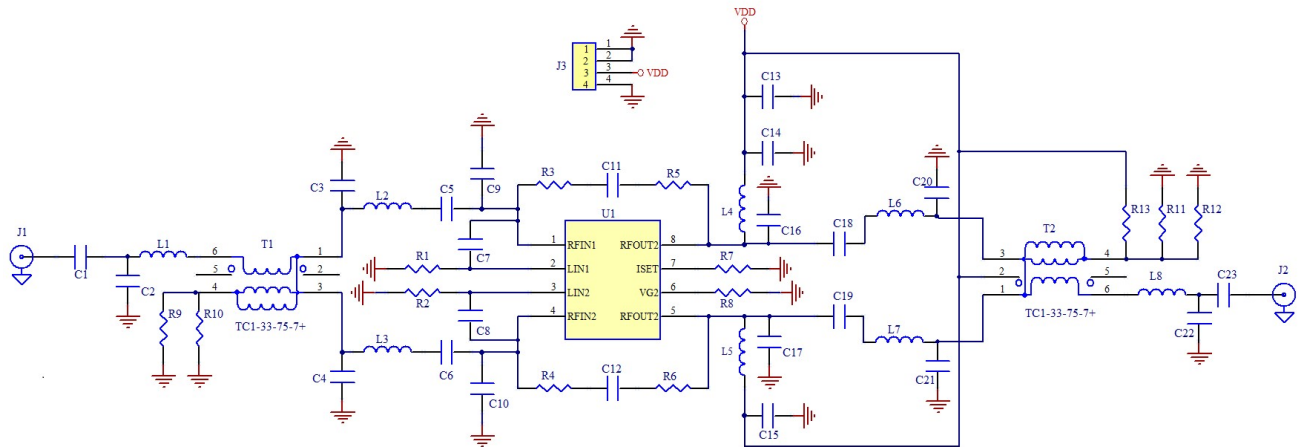 VDD
J3
1
2
3
4
1
2
3
4
VDD
C13
C14
C3
L2
C5
C9
R3
C11
R5
L4
C16
C18
L6
C20
R13
R11
R12
U1
J1
C1
L1
C2
6
5
4
T1
1
2
3
TC1-33-75-7+
R9
R10
C7
R1
R2
C8
1
2
3
4
RFIN1
LIN1
LIN2
RFIN2
RFOUT2
ISET
VG2
RFOUT2
8
7
6
5
R7
R8
C19
L7
3
2
1
T2
4
5
6
TC1-33-75-7+
L8
C23
J2
C22
L3
C6
C4
C10
R4
C12
R6
L5
C17
C21
C15